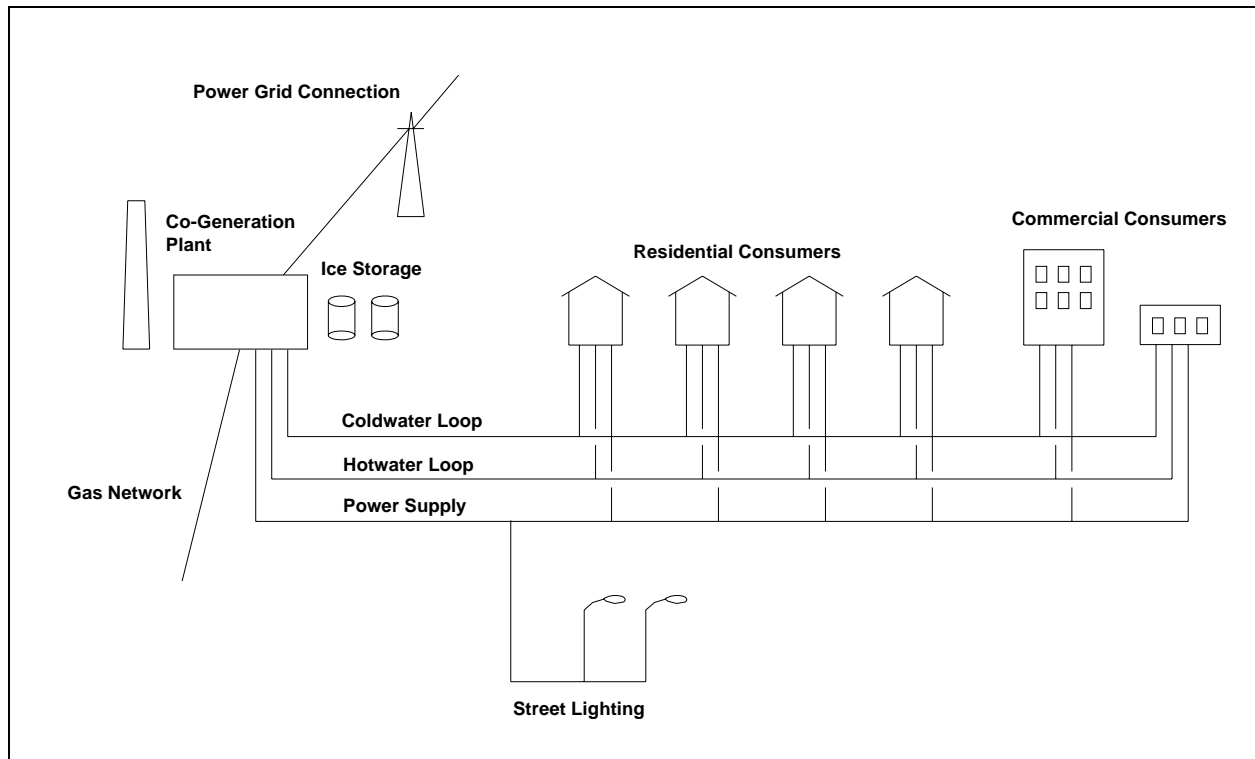 Power Grid Connection
Co-Generation
Plant
Commercial Consumers
Residential Consumers
Ice Storage
Coldwater Loop
Hotwater Loop
Gas Network
Power Supply
Street Lighting